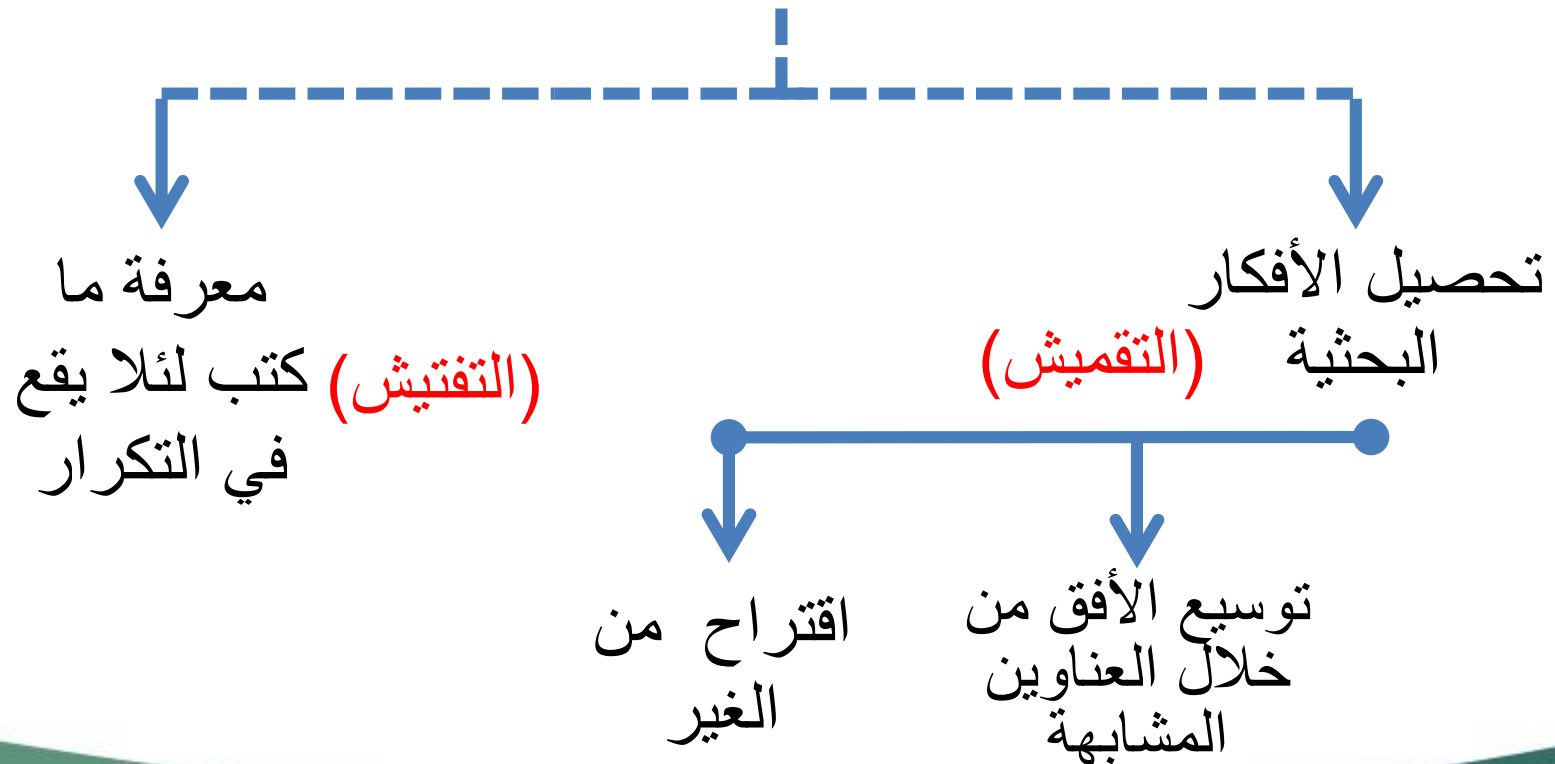 تحصيل الأفكار
البحثية (التقميش)
معرفة ما
(التفتيش) كتب لئلا يقع
في التكرار
توسيع الأفق من
خلال العناوين
المشابهة
اقتراح من
الغير